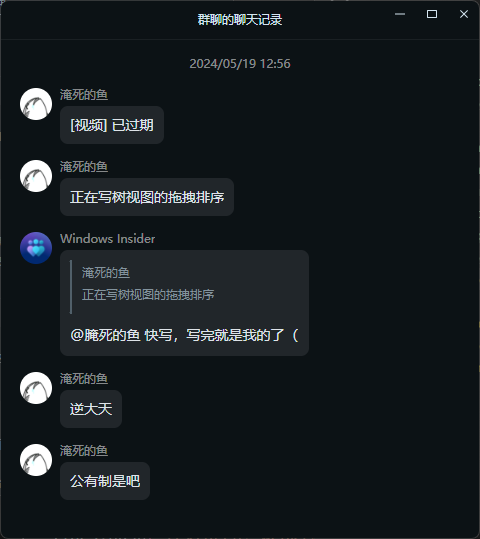 群聊的聊天记录
2024/05/19 12:56
淹死的鱼
[视频] 已过期
淹死的鱼
正在写树视图的拖拽排序
Windows Insider
淹死的鱼
正在写树视图的拖拽排序
@腌死的鱼 快写，写完就是我的了（
淹死的鱼
逆大天
淹死的鱼
公有制是吧